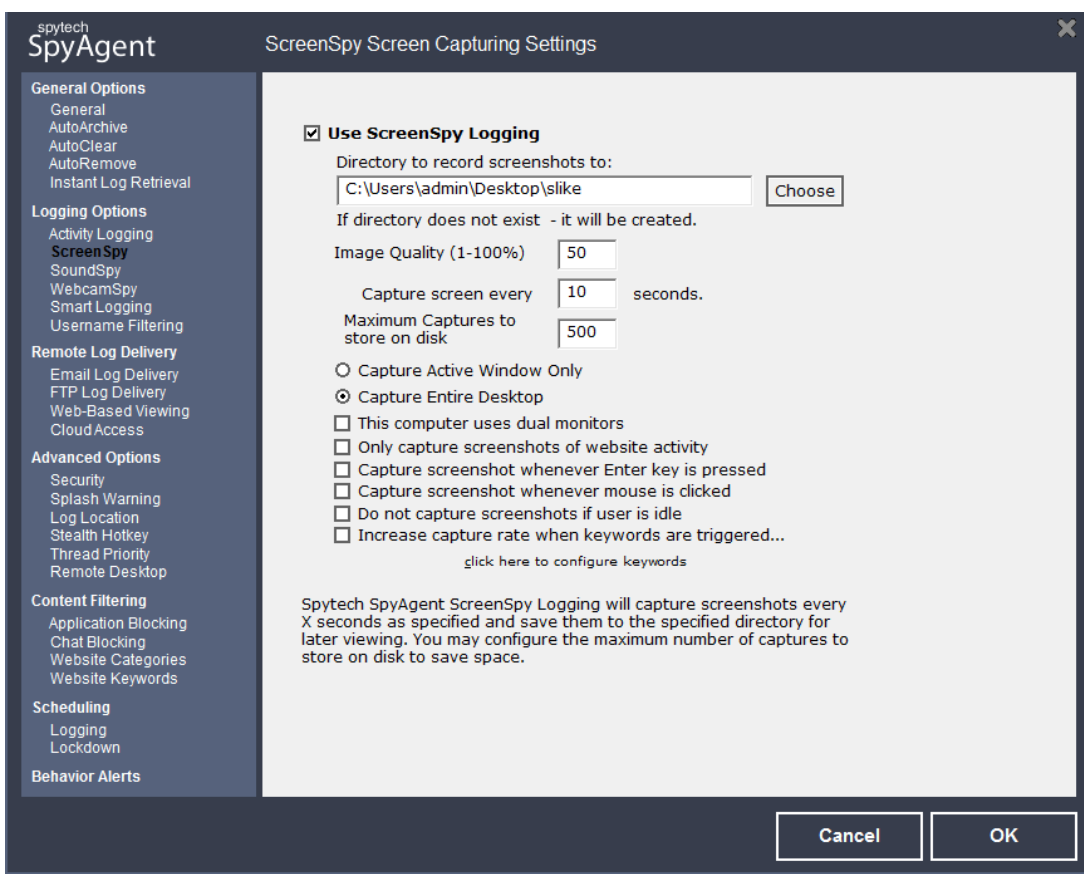 spytech
SpyAgent
ScreenSpy Screen Capturing Settings
General Options
General
AutoArchive
AutoClear
AutoRemove
Instant Log Retrieval
Logging Options
Activity Logging
ScreenSpy
SoundSpy
WebcamSpy
Smart Logging
Username Filtering
Remote Log Delivery
Email Log Delivery
FTP Log Delivery
Web-Based Viewing
Cloud Access
Advanced Options
Security
Splash Warning
Log Location
Stealth Hotkey
Thread Priority
Remote Desktop
Content Filtering
Application Blocking
Chat Blocking
Website Categories
Website Keywords
Scheduling
Logging
Lockdown
Behavior Alerts
Use ScreenSpy Logging
Directory to record screenshots to:
C:\Users\admin\Desktop\slike
Choose
If directory does not exist - it will be created.
Image Quality (1-100%) 50
Capture screen every 10 seconds.
Maximum Captures to
store on disk 500
Capture Active Window Only
Capture Entire Desktop
This computer uses dual monitors
Only capture screenshots of website activity
Capture screenshot whenever Enter key is pressed
Capture screenshot whenever mouse is clicked
Do not capture screenshots if user is idle
Increase capture rate when keywords are triggered...
click here to configure keywords
Spytech SpyAgent ScreenSpy Logging will capture screenshots every
X seconds as specified and save them to the specified directory for
later viewing. You may configure the maximum number of captures to
store on disk to save space.
Cancel
OK